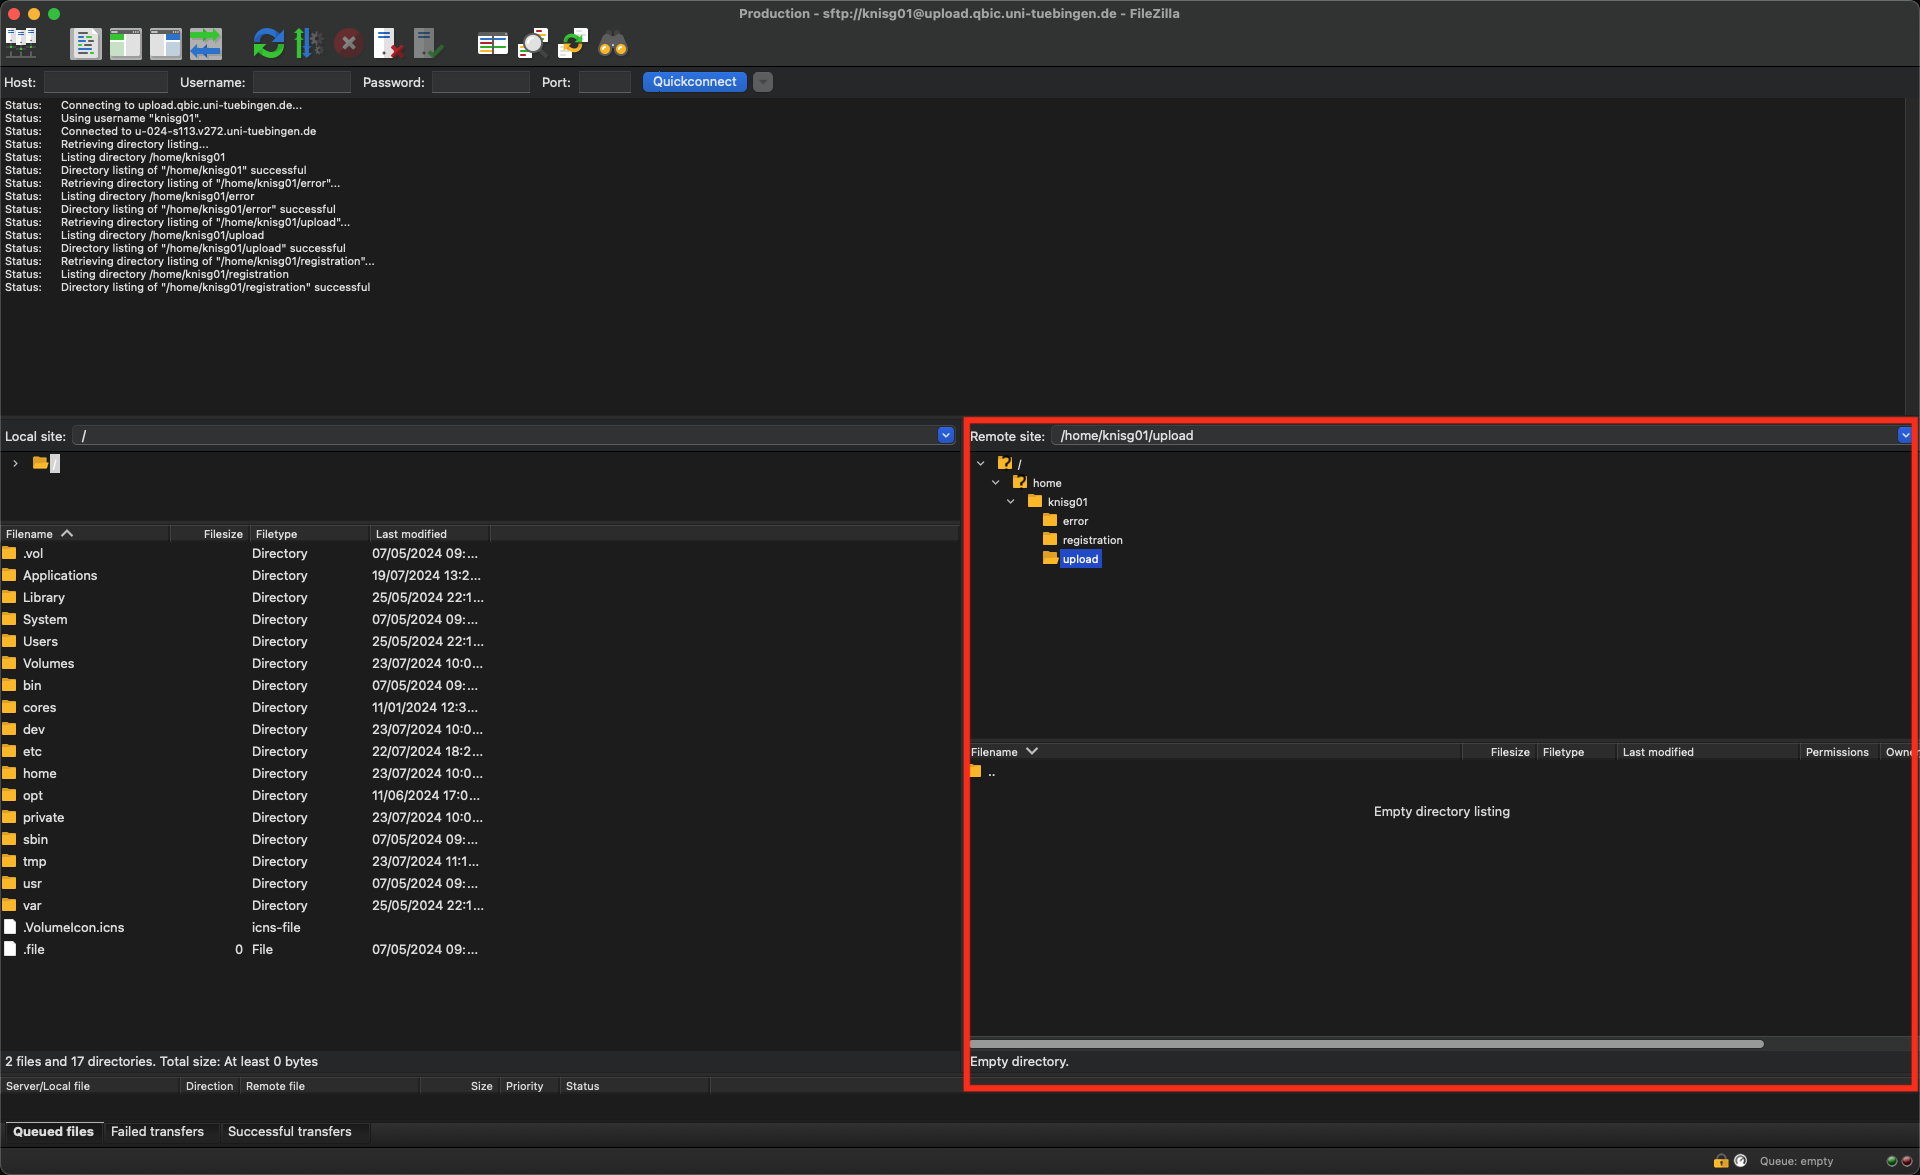 Production - sftp://knisg01@upload.qbic.uni-tuebingen.de - FileZilla
Host: Username: Password: Port: Quickconnect
Status: Connecting to upload.qbic.uni-tuebingen.de...
Status: Using username "knisg01".
Status: Connected to u-024-s113.v272.uni-tuebingen.de
Status: Retrieving directory listing...
Status: Listing directory /home/knisg01
Status: Directory listing of "/home/knisg01" successful
Status: Retrieving directory listing of "/home/knisg01/error"...
Status: Listing directory /home/knisg01/error
Status: Directory listing of "/home/knisg01/error" successful
Status: Retrieving directory listing of "/home/knisg01/upload"...
Status: Listing directory /home/knisg01/upload
Status: Directory listing of "/home/knisg01/upload" successful
Status: Retrieving directory listing of "/home/knisg01/registration"...
Status: Listing directory /home/knisg01/registration
Status: Directory listing of "/home/knisg01/registration" successful
Local site: /
/
Filename Filesize Filetype Last modified
.vol Directory 07/05/2024 09:...
Applications Directory 19/07/2024 13:2...
Library Directory 25/05/2024 22:1...
System Directory 07/05/2024 09:...
Users Directory 25/05/2024 22:1...
Volumes Directory 23/07/2024 10:0...
bin Directory 07/05/2024 09:...
cores Directory 11/01/2024 12:3...
dev Directory 23/07/2024 10:0...
etc Directory 22/07/2024 18:2...
home Directory 23/07/2024 10:0...
opt Directory 11/06/2024 17:0...
private Directory 23/07/2024 10:0...
sbin Directory 07/05/2024 09:...
tmp Directory 23/07/2024 11:1...
usr Directory 07/05/2024 09:...
var Directory 25/05/2024 22:1...
.VolumeIcon.icns icns-file
.file 0 File 07/05/2024 09:...
2 files and 17 directories. Total size: At least 0 bytes
Remote site: /home/knisg01/upload
/
home
knisg01
error
registration
upload
Filename Filesize Filetype Last modified Permissions Owne
..
Empty directory listing
Empty directory.
Server/Local file Direction Remote file Size Priority Status
Queued files Failed transfers Successful transfers
Queue: empty